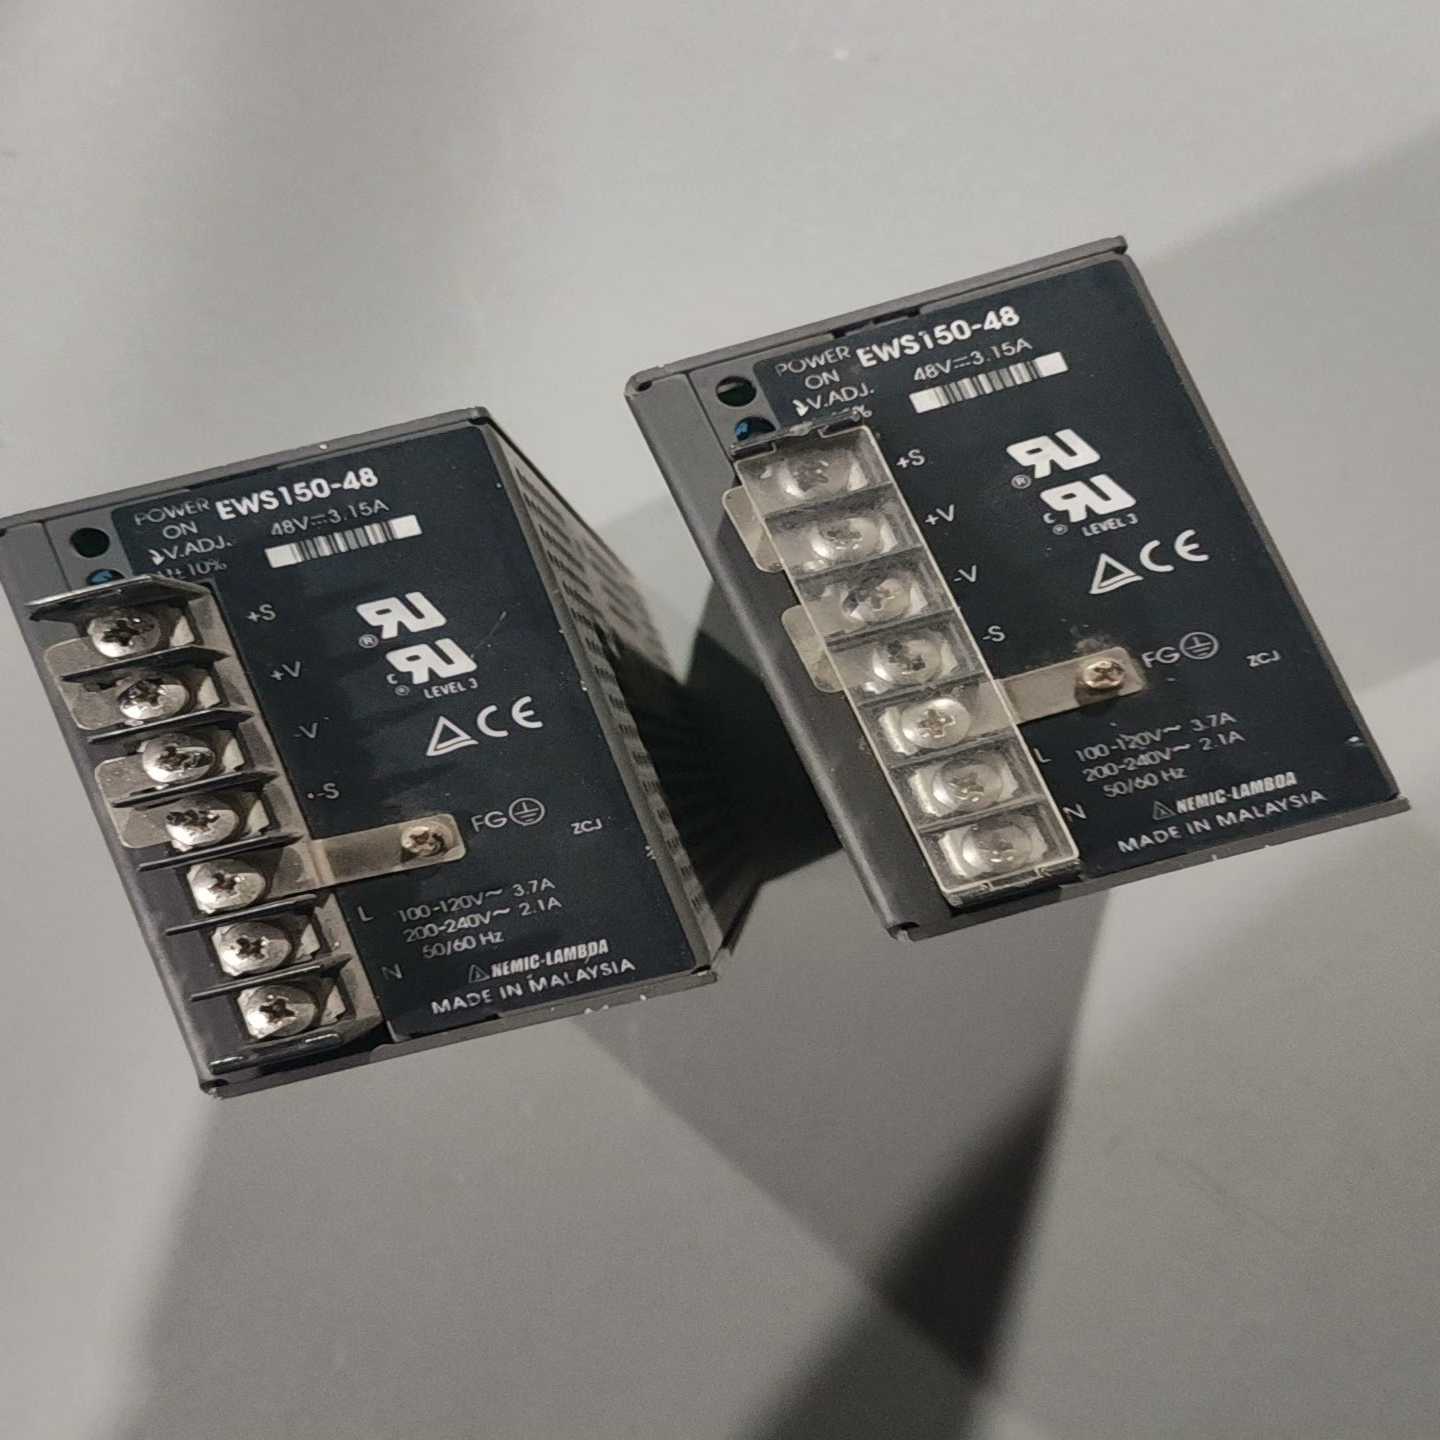 POWER
ON
V.ADJ.
EWS150-48
48V⎓3.15A
+S
+V
-V
-S
®
C
®
LEVEL 3
CE
FG
ZCJ
L
N
100-120V~ 3.7A
200-240V~ 2.1A
50/60 Hz
NEMIC-LAMBDA
MADE IN MALAYSIA
POWER
ON
V.ADJ.
±10%
EWS150-48
48V⎓3.15A
+S
+V
-V
-S
®
C
®
LEVEL 3
CE
FG
ZCJ
L
N
100-120V~ 3.7A
200-240V~ 2.1A
50/60 Hz
NEMIC-LAMBDA
MADE IN MALAYSIA